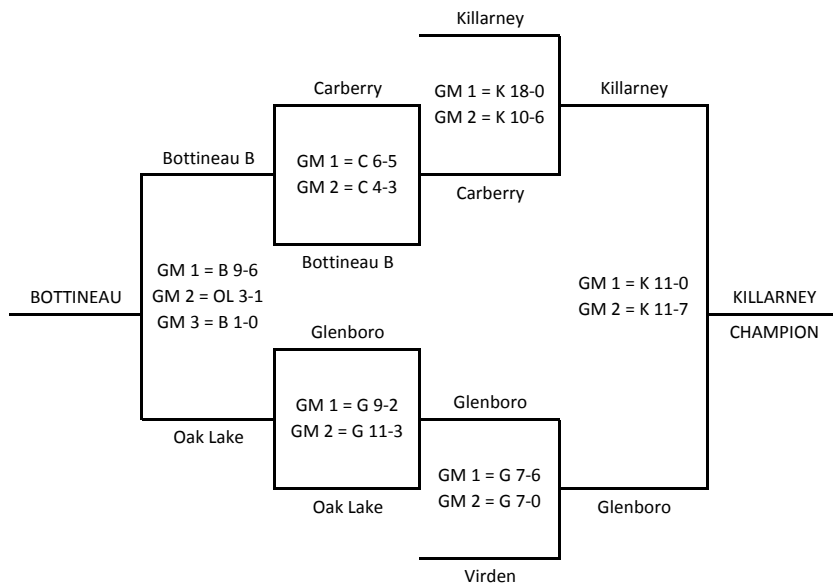 Killarney
Carberry
GM 1 = K 18-0
Killarney
GM 2 = K 10-6
Bottineau B
GM 1 = C 6-5
GM 2 = C 4-3
Carberry
Bottineau B
GM 1 = B 9-6
GM 2 = OL 3-1
GM 3 = B 1-0
BOTTINEAU
GM 1 = K 11-0
GM 2 = K 11-7
KILLARNEY
CHAMPION
Glenboro
GM 1 = G 9-2
GM 2 = G 11-3
Glenboro
Oak Lake
GM 1 = G 7-6
GM 2 = G 7-0
Oak Lake
Glenboro
Virden